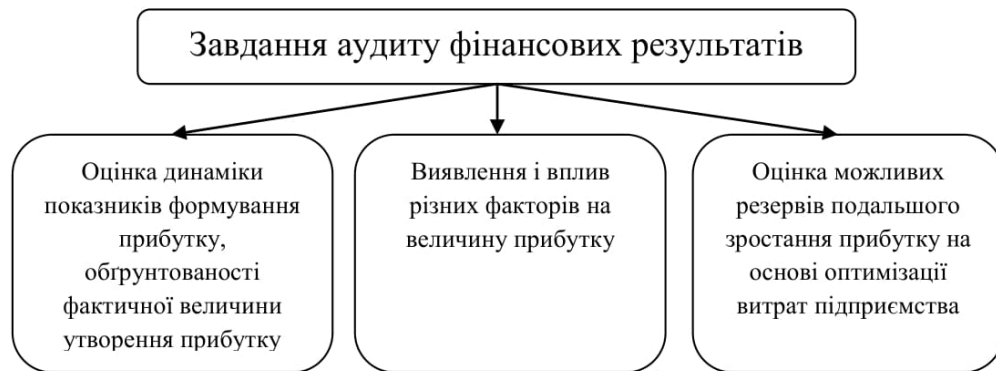 Завдання аудиту фінансових результатів
Оцінка динаміки
показників формування
прибутку,
обґрунтованості
фактичної величини
утворення прибутку
Виявлення і вплив
різних факторів на
величину прибутку
Оцінка можливих
резервів подальшого
зростання прибутку на
основі оптимізації
витрат підприємства